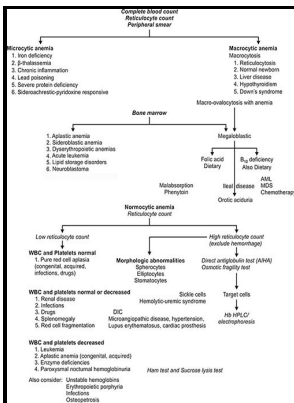 Complete blood count
Reticulocyte count
Peripheral smear
Microcytic anemia
1. Iron deficiency
2. β-thalassemia
3. Chronic inflammation
4. Lead poisoning
5. Severe protein deficiency
6. Sideroachrestic-pyridoxine responsive
Macrocytic anemia
Macrocytosis
1. Reticulocytosis
2. Normal newborn
3. Liver disease
4. Hypothyroidism
5. Down's syndrome
Macro-ovalocytosis with anemia
Bone marrow
1. Aplastic anemia
2. Sideroblastic anemia
3. Dyserythropoietic anemias
4. Acute leukemia
5. Lipid storage disorders
6. Neuroblastoma
Megaloblastic
Folic acid
Dietary
B12 deficiency
Also Dietary
Malabsorption
Phenytoin
Ileal disease
AML
MDS
Chemotherapy
Orotic aciduria
Normocytic anemia
Reticulocyte count
Low reticulocyte count
High reticulocyte count
(exclude hemorrhage)
WBC and Platelets normal
1. Pure red cell aplasia
(congenital, acquired,
infections, drugs)
Morphologic abnormalities
Spherocytes
Elliptocytes
Stomatocytes
Direct antiglobulin test (AIHA)
Osmotic fragility test
WBC and Platelets normal or decreased
1. Renal disease
2. Infections
3. Drugs
4. Splenomegaly
5. Red cell fragmentation
Sickle cells
Hemolytic-uremic syndrome
DIC
Microangiopathic disease, hypertension,
Lupus erythematosus, cardiac prosthesis
Target cells
Hb HPLC/
electrophoresis
WBC and platelets decreased
1. Leukemia
2. Aplastic anemia (congenital, acquired)
3. Enzyme deficiencies
4. Paroxysmal nocturnal hemoglobinuria
Ham test and Sucrose lysis test
Also consider: Unstable hemoglobins
Erythropoietic porphyria
Infections
Osteopetrosis